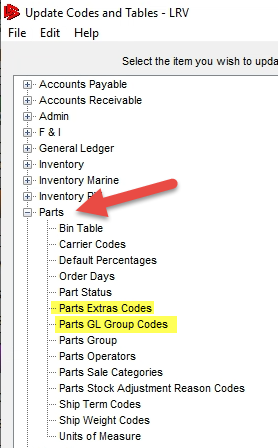 Update Codes and Tables - LRV
File Edit Help
Select the item you wish to updat
Accounts Payable
Accounts Receivable
Admin
F & I
General Ledger
Inventory
Inventory Marine
Inventory
Parts
Bin Table
Carrier Codes
Default Percentages
Order Days
Part Status
Parts Extras Codes
Parts GL Group Codes
Parts Group
Parts Operators
Parts Sale Categories
Parts Stock Adjustment Reason Codes
Ship Term Codes
Ship Weight Codes
Units of Measure